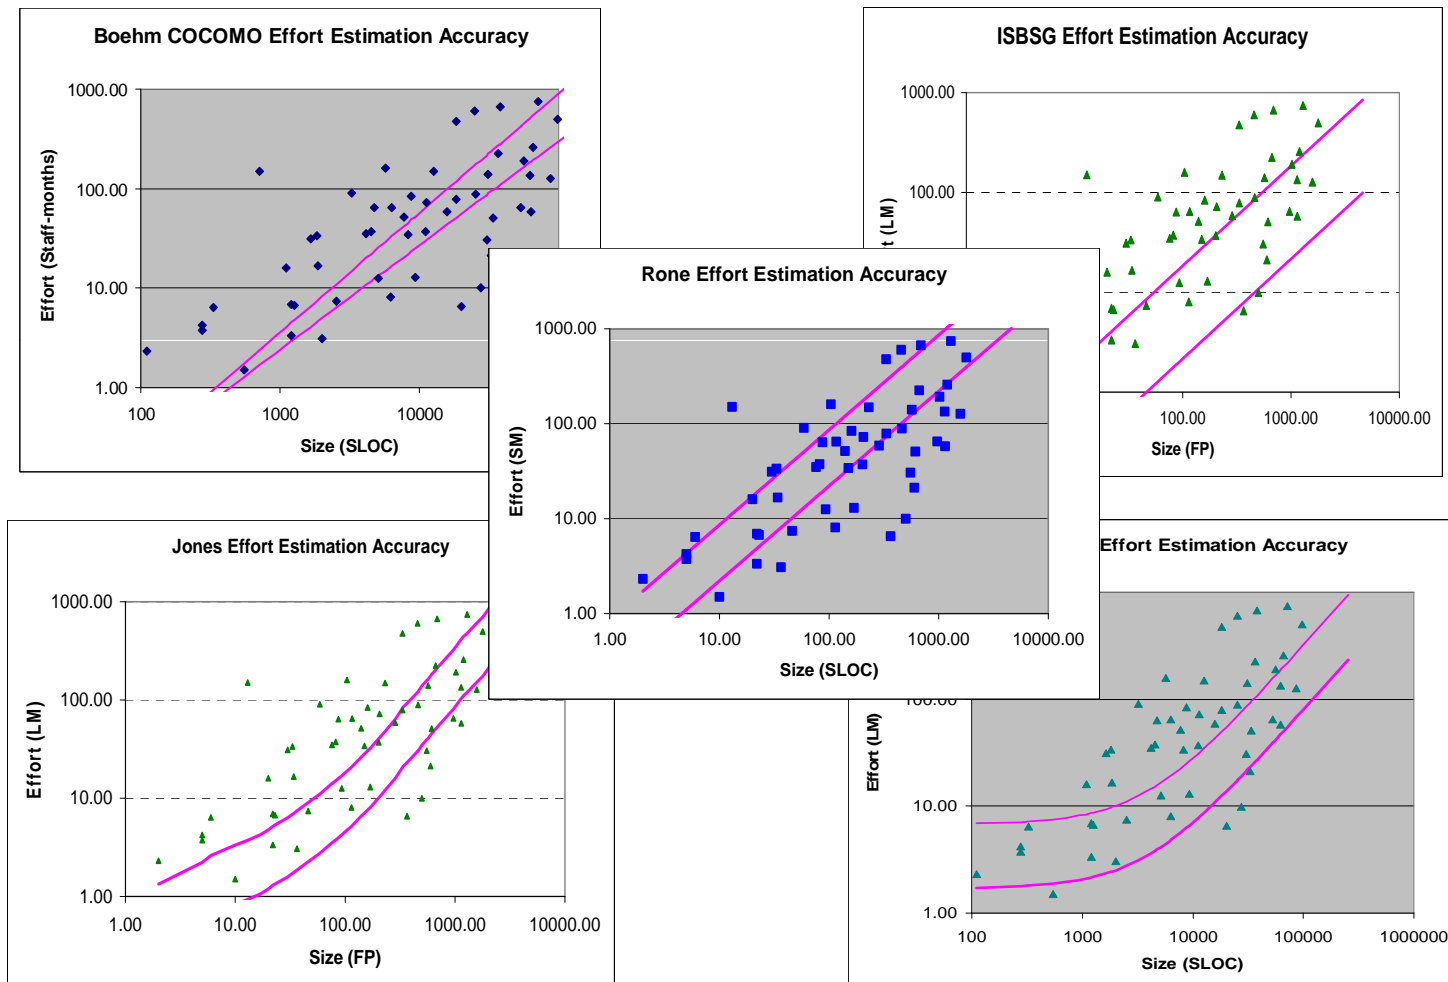 Boehm COCOMO Effort Estimation Accuracy
1000.00
100.00
10.00
1.00
100
1000
10000
Effort (Staff-months)
Size (SLOC)
ISBSG Effort Estimation Accuracy
1000.00
100.00
(LM)
100.00
1000.00
10000.00
Size (FP)
Rone Effort Estimation Accuracy
1000.00
100.00
10.00
1.00
1.00
10.00
100.00
1000.00
10000.00
Effort (SM)
Size (SLOC)
Jones Effort Estimation Accuracy
1000.00
100.00
10.00
1.00
1.00
10.00
100.00
1000.00
10000.00
Effort (LM)
Size (FP)
Effort Estimation Accuracy
100.00
10.00
1.00
100
1000
10000
100000
1000000
Effort (LM)
Size (SLOC)